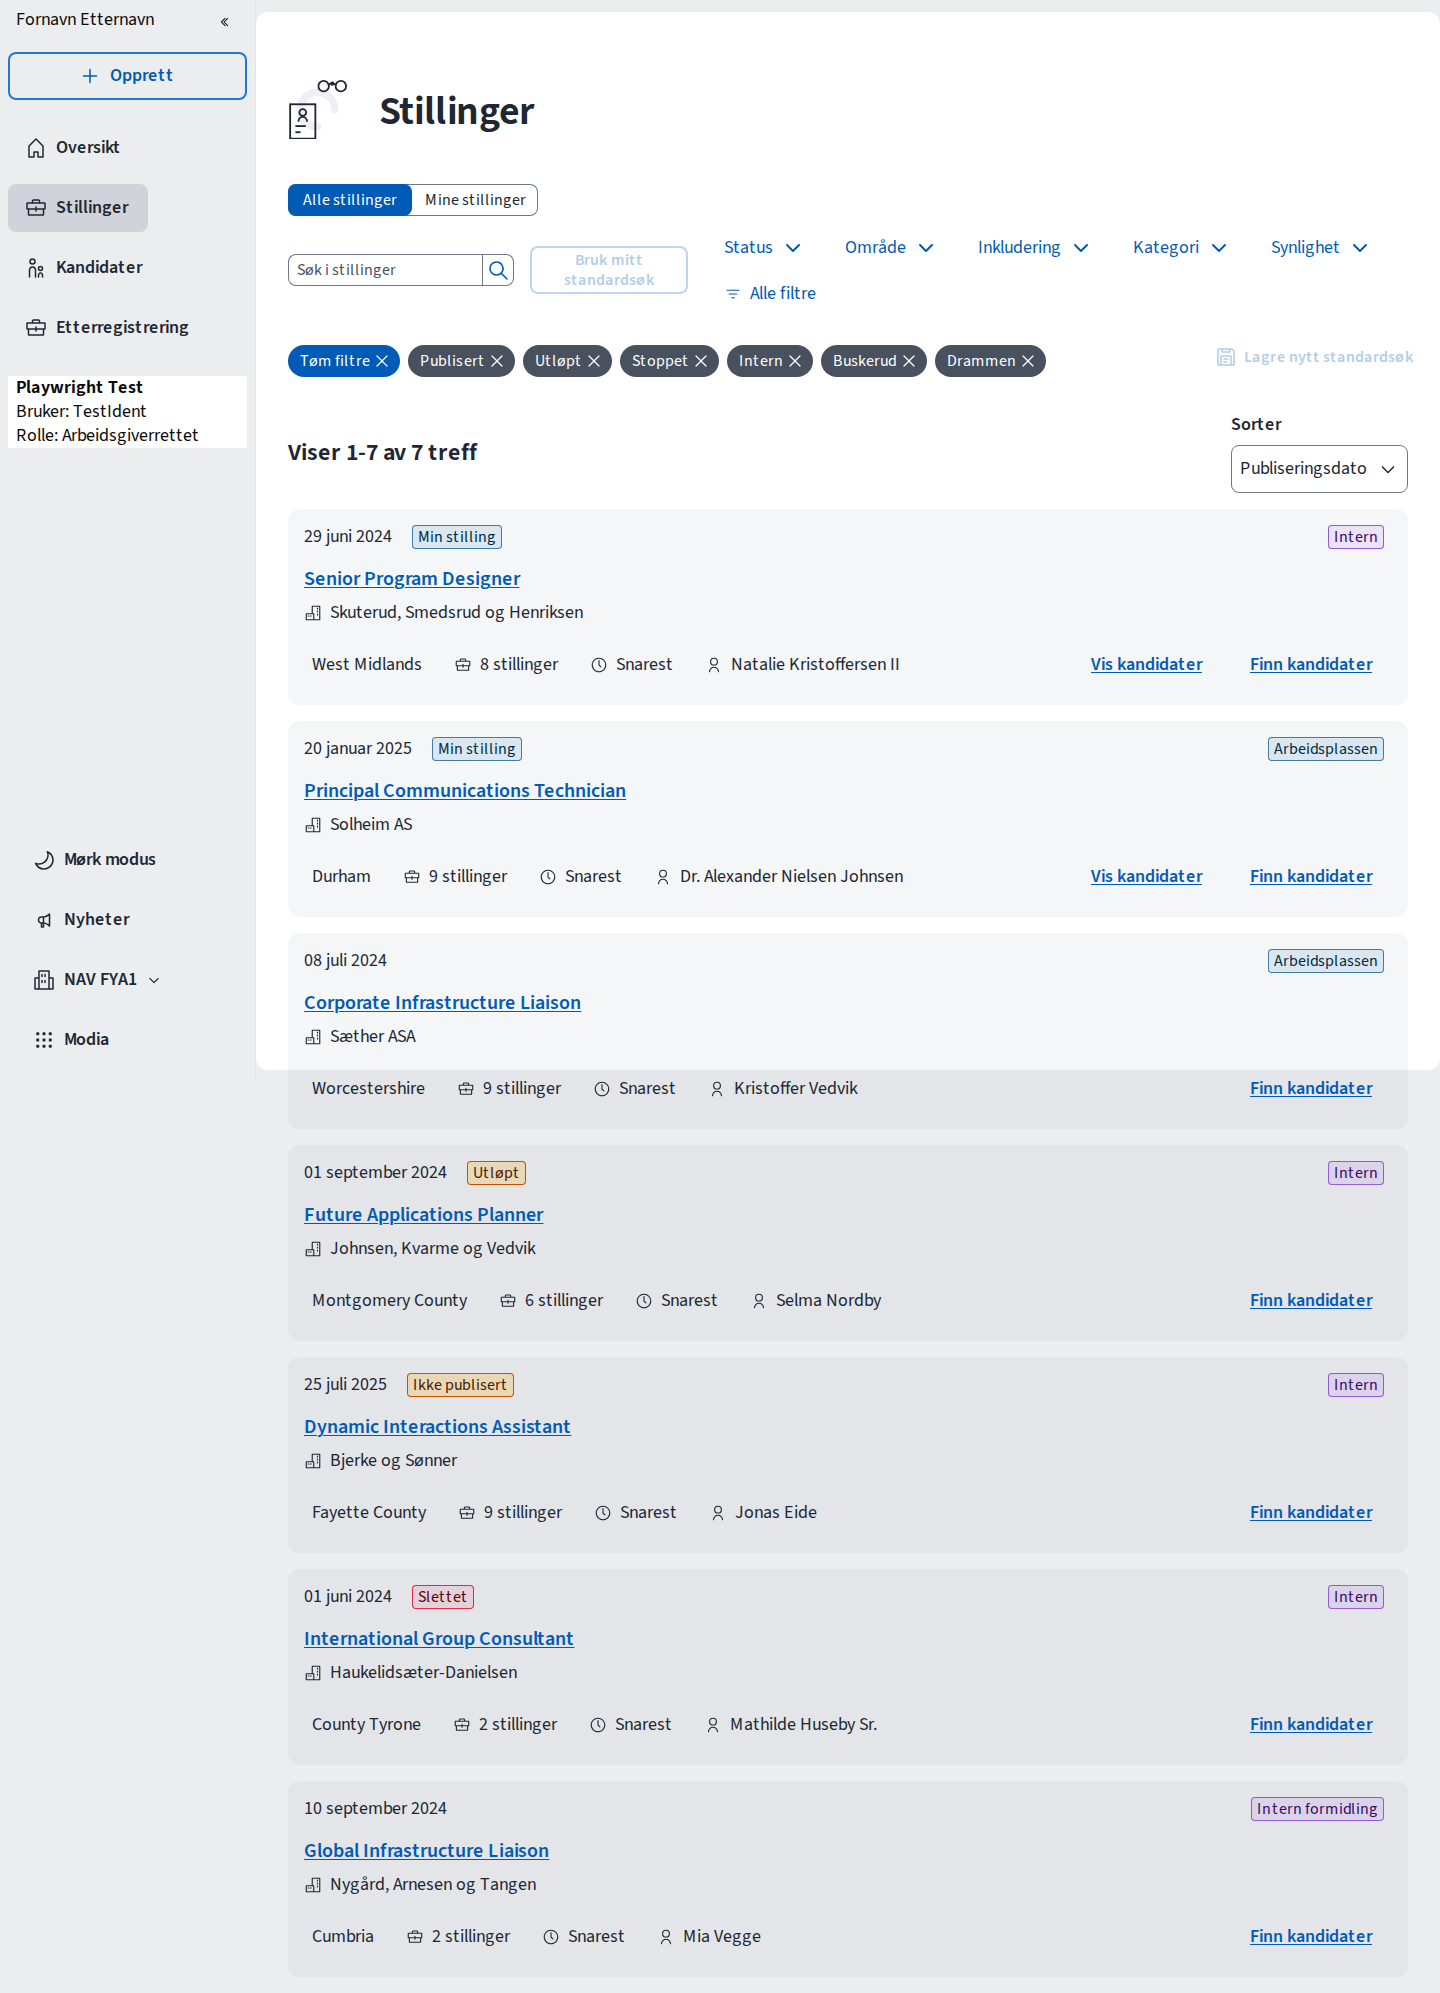 Fornavn Etternavn
Opprett
Oversikt
Stillinger
Kandidater
Etterregistrering
Playwright Test
Bruker: TestIdent
Rolle: Arbeidsgiverrettet
Mørk modus
Nyheter
NAV FYA1
Modia
Stillinger
Alle stillinger Mine stillinger
Søk i stillinger
Bruk mitt
standardsøk
Status Område Inkludering Kategori Synlighet
Alle filtre
Tøm filtre Publisert Utløpt Stoppet Intern Buskerud Drammen
Lagre nytt standardsøk
Viser 1-7 av 7 treff
Sorter
Publiseringsdato
29 juni 2024 Min stilling Intern
Senior Program Designer
Skuterud, Smedsrud og Henriksen
West Midlands 8 stillinger Snarest Natalie Kristoffersen II Vis kandidater Finn kandidater
20 januar 2025 Min stilling Arbeidsplassen
Principal Communications Technician
Solheim AS
Durham 9 stillinger Snarest Dr. Alexander Nielsen Johnsen Vis kandidater Finn kandidater
08 juli 2024 Arbeidsplassen
Corporate Infrastructure Liaison
Sæther ASA
Worcestershire 9 stillinger Snarest Kristoffer Vedvik Finn kandidater
01 september 2024 Utløpt Intern
Future Applications Planner
Johnsen, Kvarme og Vedvik
Montgomery County 6 stillinger Snarest Selma Nordby Finn kandidater
25 juli 2025 Ikke publisert Intern
Dynamic Interactions Assistant
Bjerke og Sønner
Fayette County 9 stillinger Snarest Jonas Eide Finn kandidater
01 juni 2024 Slettet Intern
International Group Consultant
Haukelidsæter-Danielsen
County Tyrone 2 stillinger Snarest Mathilde Huseby Sr. Finn kandidater
10 september 2024 Intern formidling
Global Infrastructure Liaison
Nygård, Arnesen og Tangen
Cumbria 2 stillinger Snarest Mia Vegge Finn kandidater